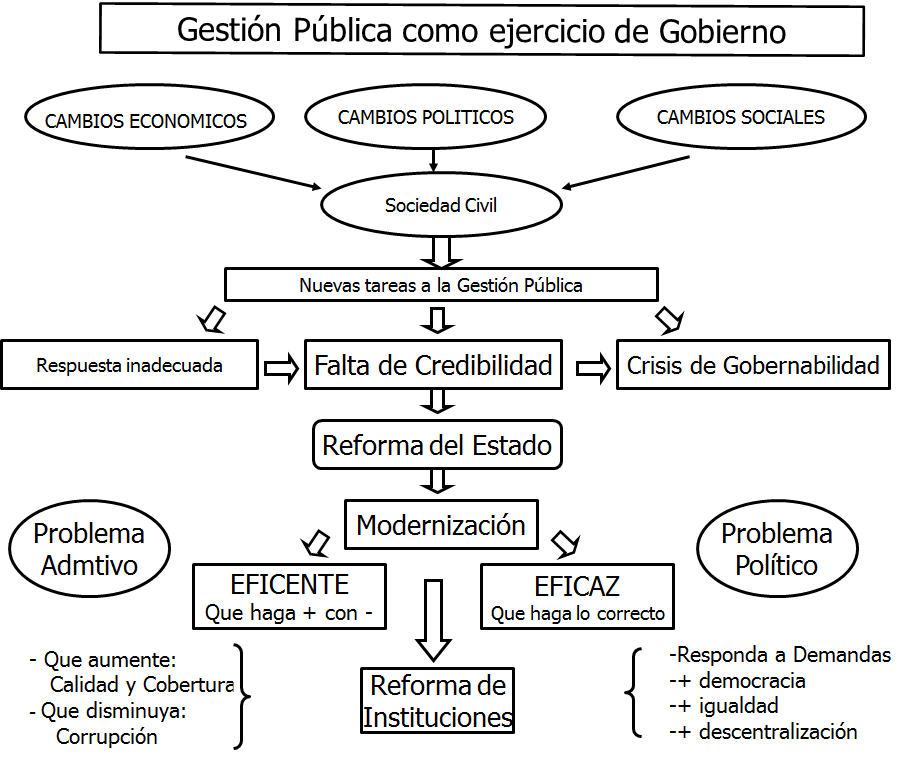 Gestión Pública como ejercicio de Gobierno
CAMBIOS ECONOMICOS
CAMBIOS POLITICOS
CAMBIOS SOCIALES
Sociedad Civil
Nuevas tareas a la Gestión Pública
Respuesta inadecuada
Falta de Credibilidad
Crisis de Gobernabilidad
Reforma del Estado
Modernización
Problema
Admtivo
Problema
Político
EFICENTE
Que haga + con -
EFICAZ
Que haga lo correcto
- Que aumente:
Calidad y Cobertura
- Que disminuya:
Corrupción
Reforma de
Instituciones
-Responda a Demandas
-+ democracia
-+ igualdad
-+ descentralización